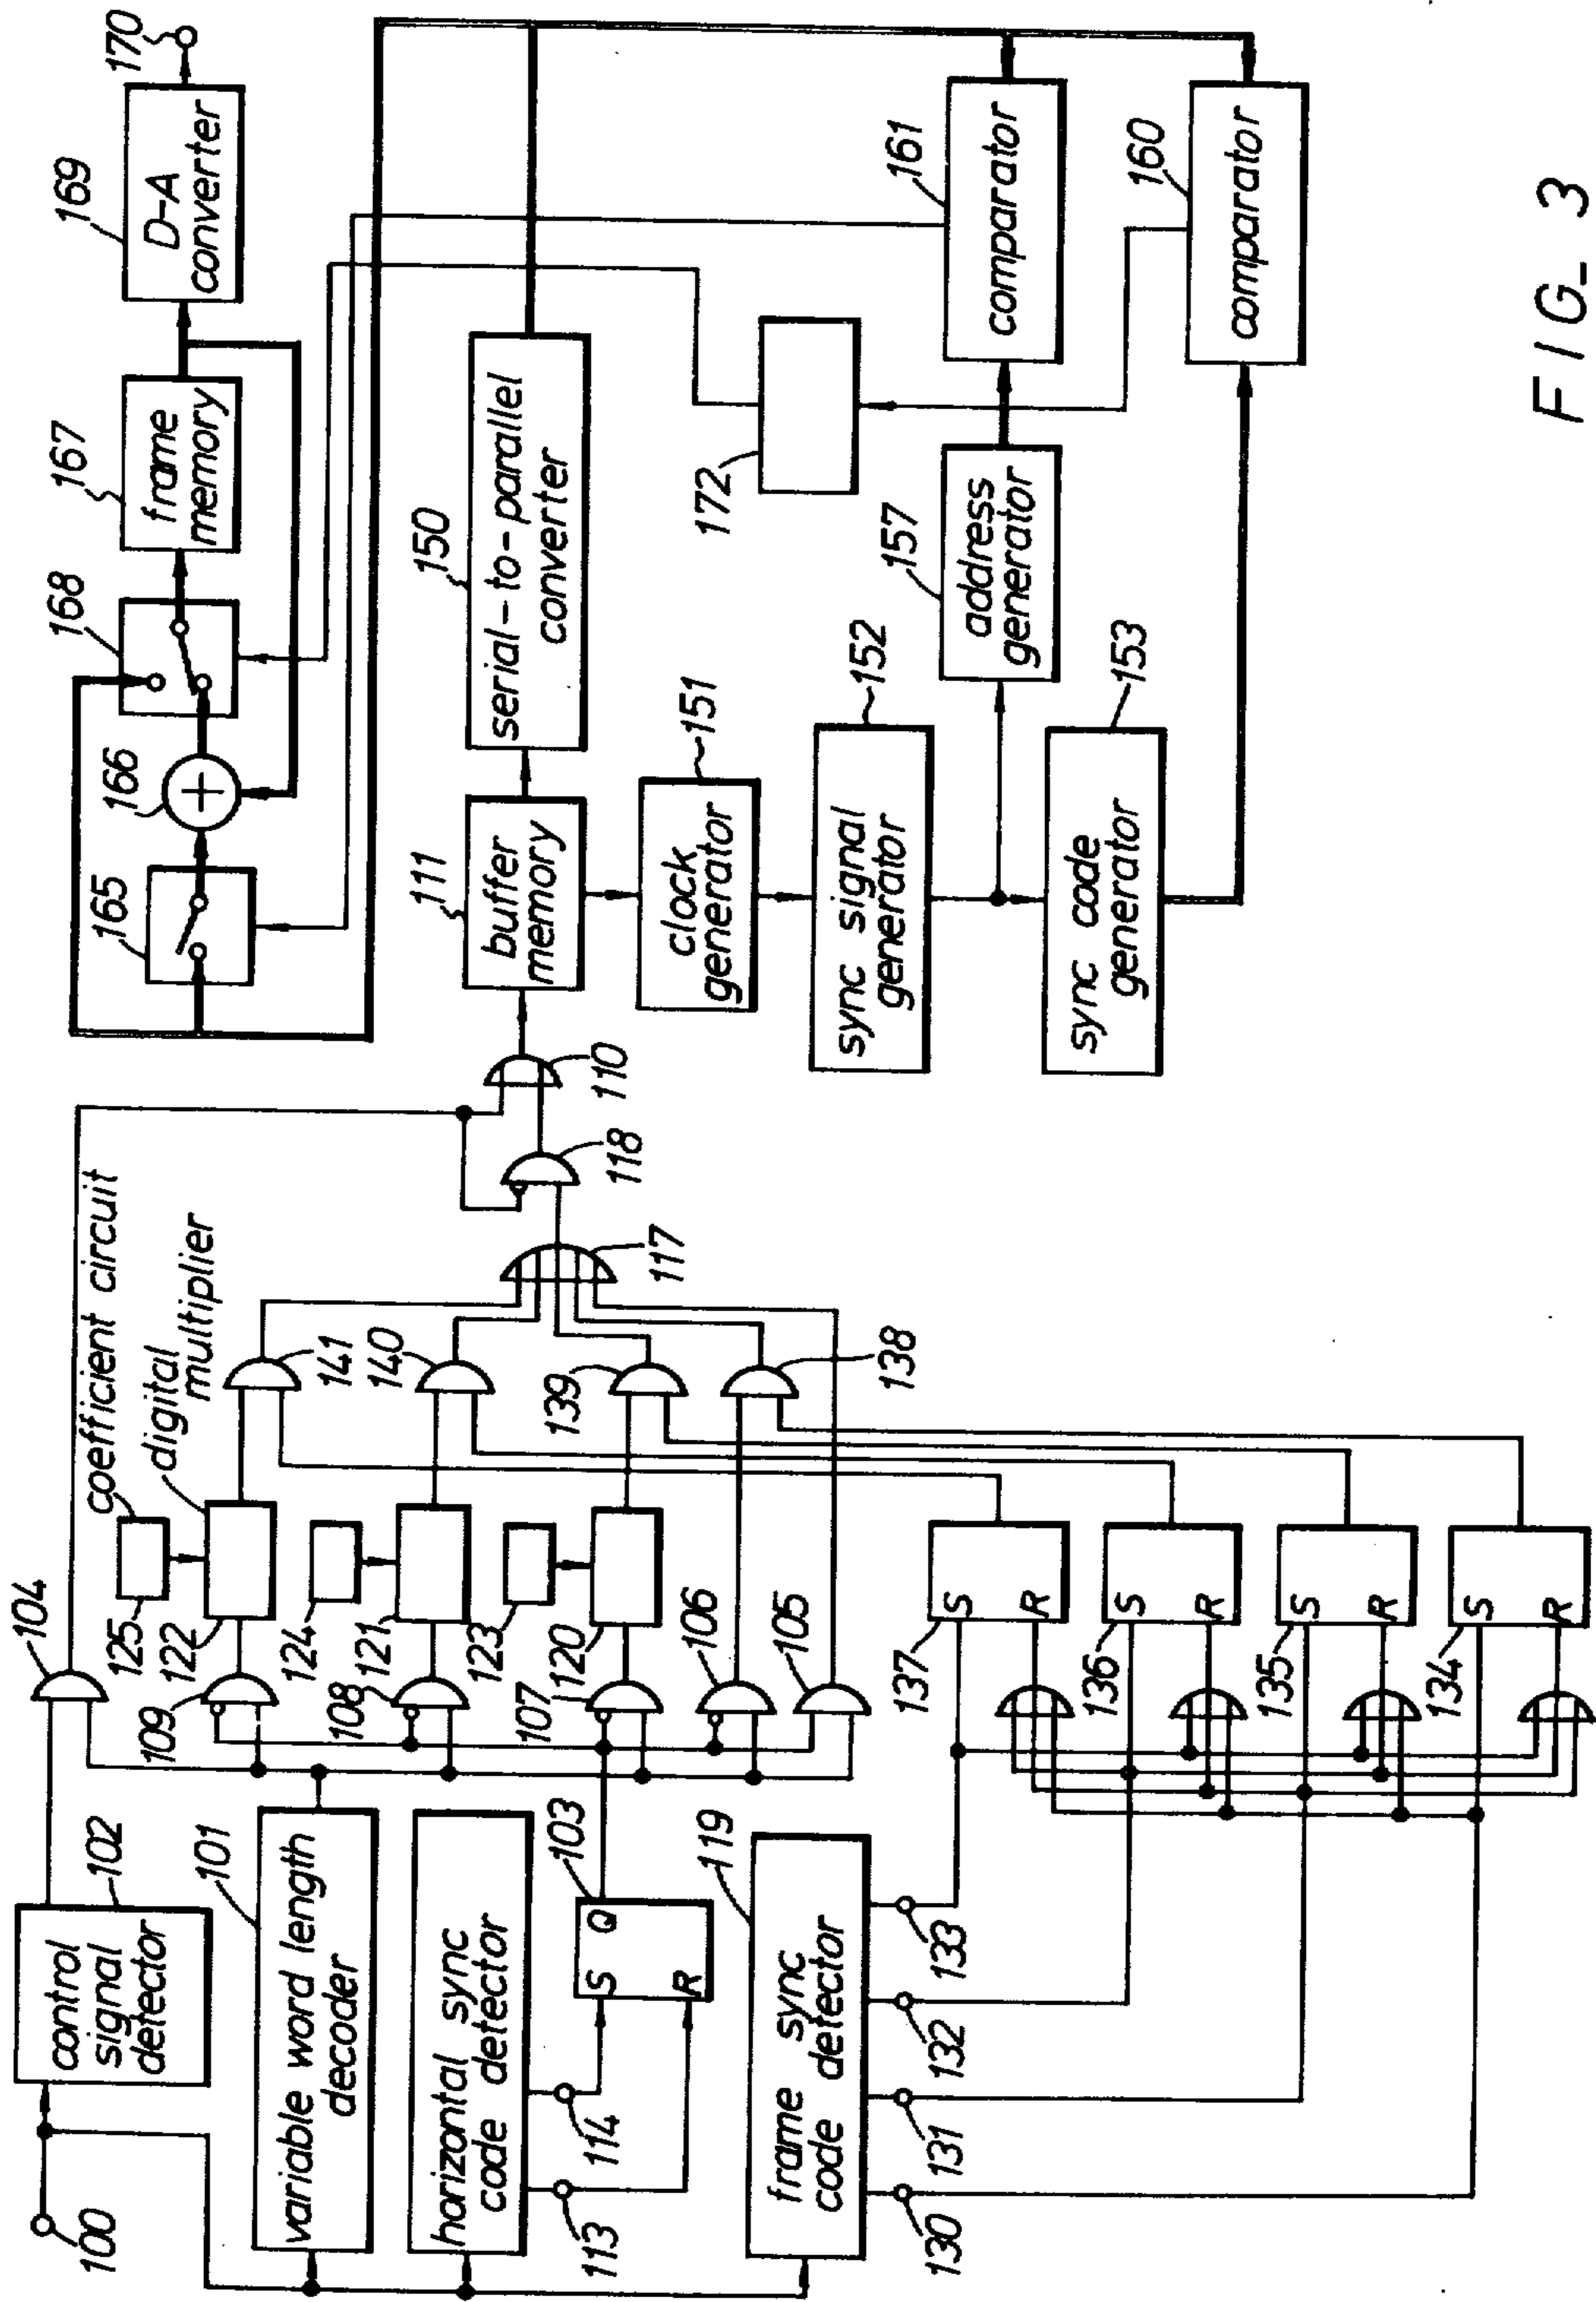 100
control
signal
detector
102
104
variable word length
decoder
101
horizontal sync
code detector
113
114
S
Q
R
103
frame sync
code detector
119
130
131
132
133
109
108
107
106
105
125
122
124
121
123
120
coefficient circuit
digital
multiplier
141
140
139
138
137
S
R
136
S
R
135
S
R
134
S
R
117
118
110
111
buffer
memory
150
serial-to-parallel
converter
151
clock
generator
152
sync signal
generator
153
sync code
generator
157
address
generator
172
161
comparator
160
comparator
165
166
168
167
frame
memory
169
D-A
converter
170
FIG_ 3